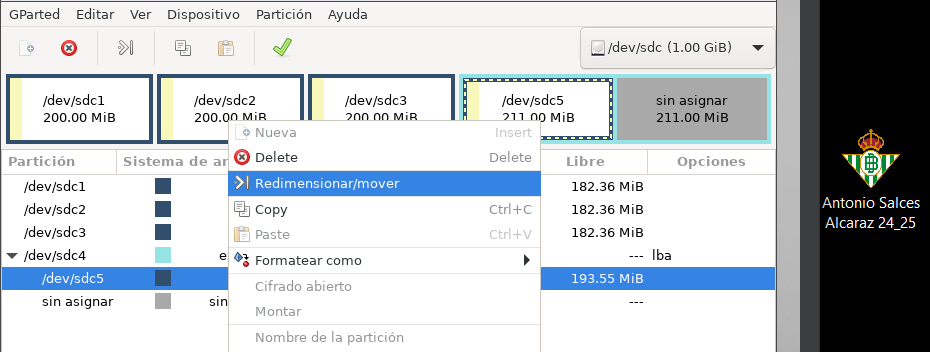 GParted Editar Ver Dispositivo Partición Ayuda
/dev/sdc (1.00 GiB)
/dev/sdc1
200.00 MiB
/dev/sdc2
200.00 MiB
/dev/sdc3
200.00 MiB
/dev/sdc5
211.00 MiB
sin asignar
211.00 MiB
Partición Sistema de ar Libre Opciones
/dev/sdc1 182.36 MiB
/dev/sdc2 182.36 MiB
/dev/sdc3 182.36 MiB
/dev/sdc4 e --- lba
/dev/sdc5 193.55 MiB
sin asignar sin ---
Nueva Insert
Delete Delete
Redimensionar/mover
Copy Ctrl+C
Paste Ctrl+V
Formatear como
Cifrado abierto
Montar
Nombre de la partición
Antonio Salces
Alcaraz 24_25